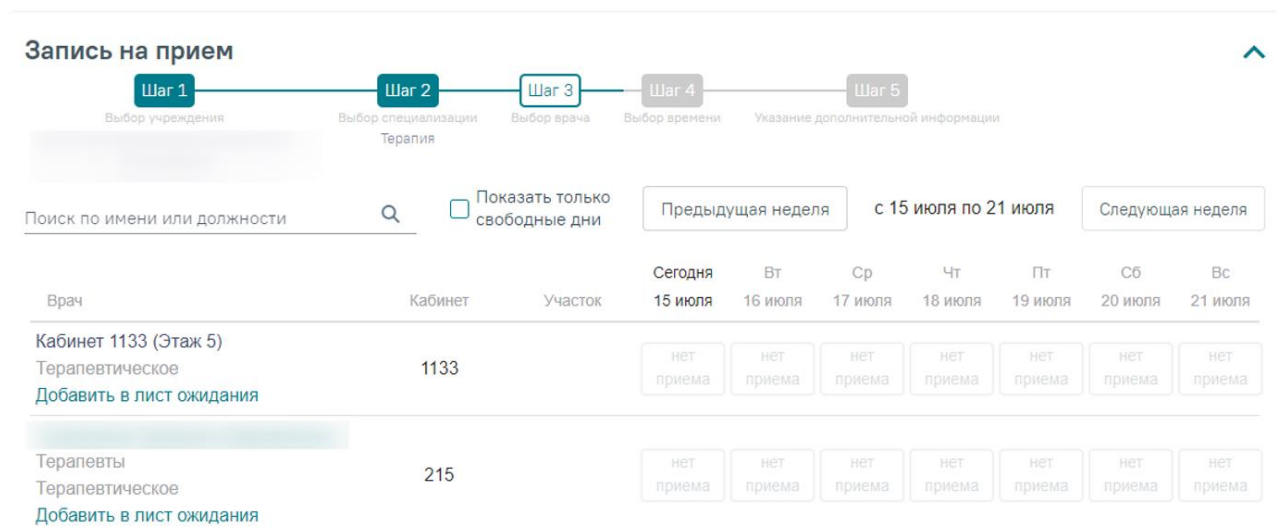 Запись на прием
Шаг 1 Шаг 2 Шаг 3 Шаг 4 Шаг 5
Выбор учреждения Выбор специализации Выбор врача Выбор времени Указание дополнительной информации
Терапия
Поиск по имени или должности
Показать только
свободные дни
Предыдущая неделя с 15 июля по 21 июля Следующая неделя
Сегодня Вт Ср Чт Пт Сб Вс
Врач Кабинет Участок 15 июля 16 июля 17 июля 18 июля 19 июля 20 июля 21 июля
Кабинет 1133 (Этаж 5)
нет нет нет нет нет нет нет
Терапевтическое 1133
приема приема приема приема приема приема приема
Добавить в лист ожидания
Терапевты
нет нет нет нет нет нет нет
215
Терапевтическое
приема приема приема приема приема приема приема
Добавить в лист ожидания